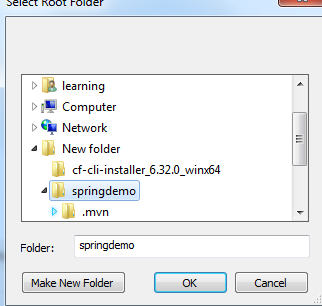 Select Root Folder
learning
Computer
Network
New folder
cf-cli-installer_6.32.0_winx64
springdemo
.mvn
Folder: springdemo
Make New Folder OK Cancel